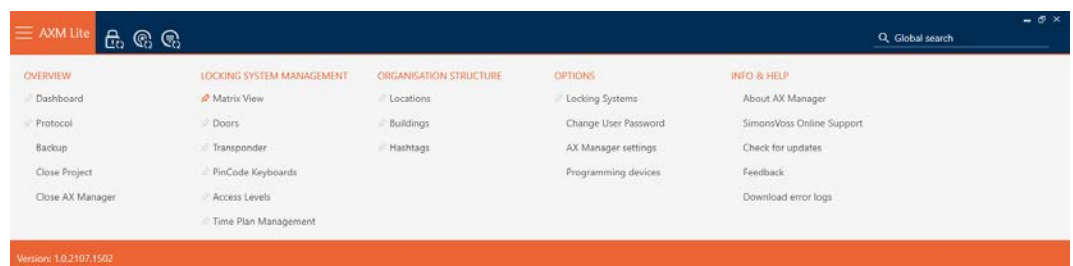 AXM Lite
Global search
OVERVIEW
Dashboard
Protocol
Backup
Close Project
Close AX Manager
LOCKING SYSTEM MANAGEMENT
Matrix View
Doors
Transponder
PinCode Keyboards
Access Levels
Time Plan Management
ORGANISATION STRUCTURE
Locations
Buildings
Hashtags
OPTIONS
Locking Systems
Change User Password
AX Manager settings
Programming devices
INFO & HELP
About AX Manager
SimonsVoss Online Support
Check for updates
Feedback
Download error logs
Version: 1.0.2107.1502